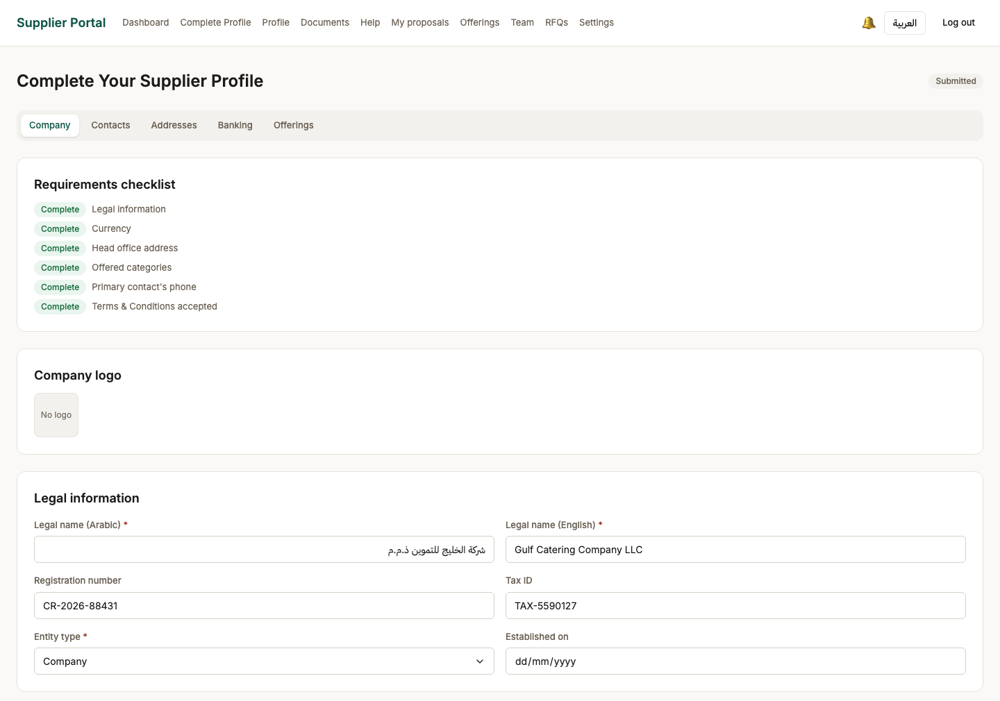 Supplier Portal Dashboard Complete Profile Profile Documents Help My proposals Offerings Team RFQs Settings العربية Log out
Complete Your Supplier Profile Submitted
Company Contacts Addresses Banking Offerings
Requirements checklist
Complete Legal information
Complete Currency
Complete Head office address
Complete Offered categories
Complete Primary contact's phone
Complete Terms & Conditions accepted
Company logo
No logo
Legal information
Legal name (Arabic) * Legal name (English) *
شركة الخليج للتموين ذ.م.م Gulf Catering Company LLC
Registration number Tax ID
CR-2026-88431 TAX-5590127
Entity type * Established on
Company dd/mm/yyyy